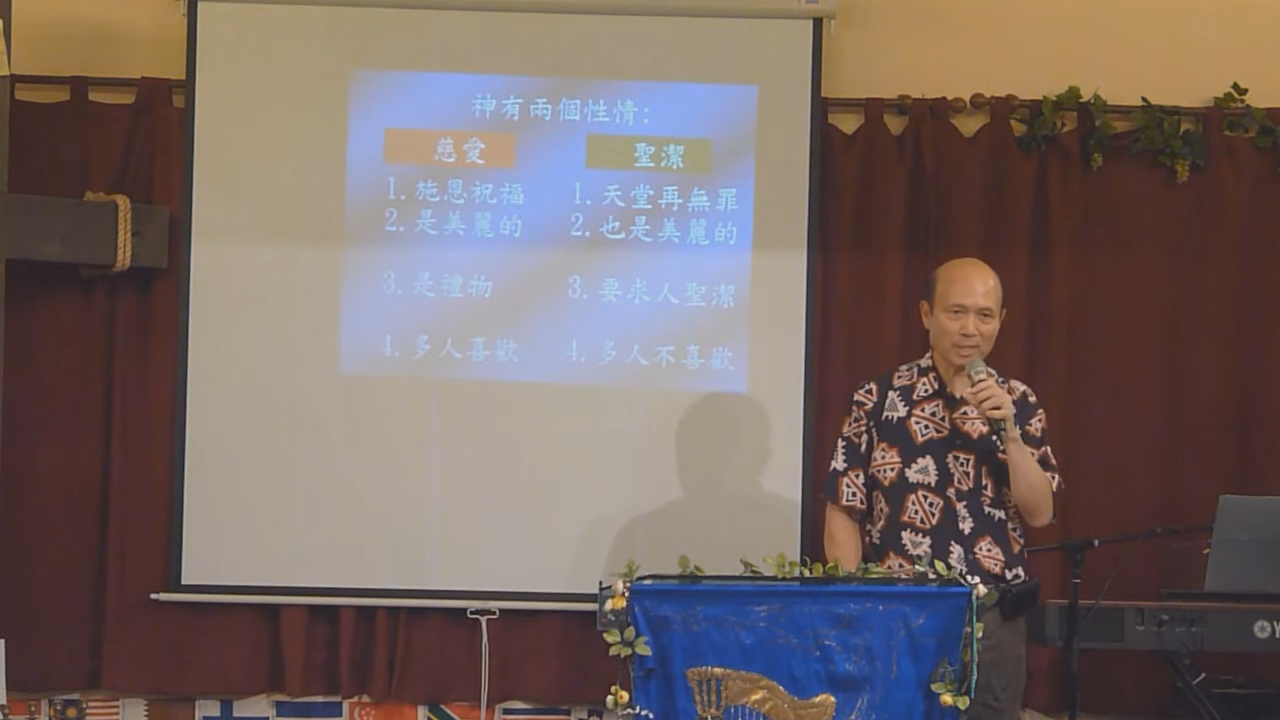 神有兩個性情:
慈愛 聖潔
1.施恩祝福 1.天堂再無罪
2.是美麗的 2.也是美麗的
3.是禮物 3.要求人聖潔
4.多人喜歡 4.多人不喜歡